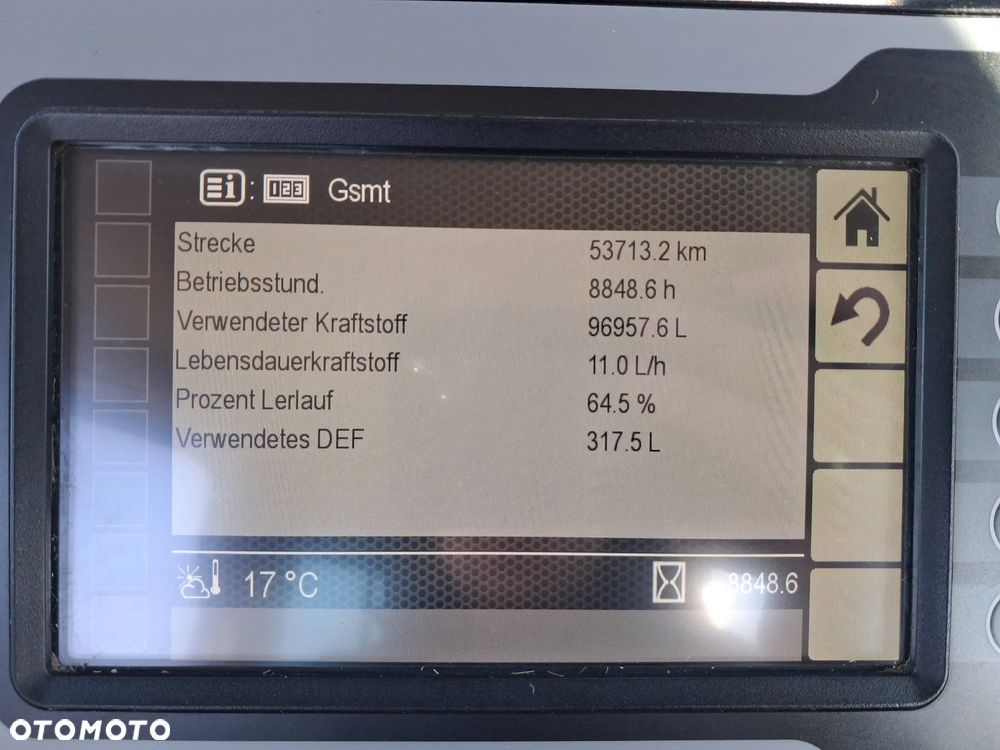 : 123 Gsmt
Strecke 53713.2 km
Betriebsstund. 8848.6 h
Verwendeter Kraftstoff 96957.6 L
Lebensdauerkraftstoff 11.0 L/h
Prozent Lerlauf 64.5 %
Verwendetes DEF 317.5 L
17 °C 8848.6
OTOMOTO